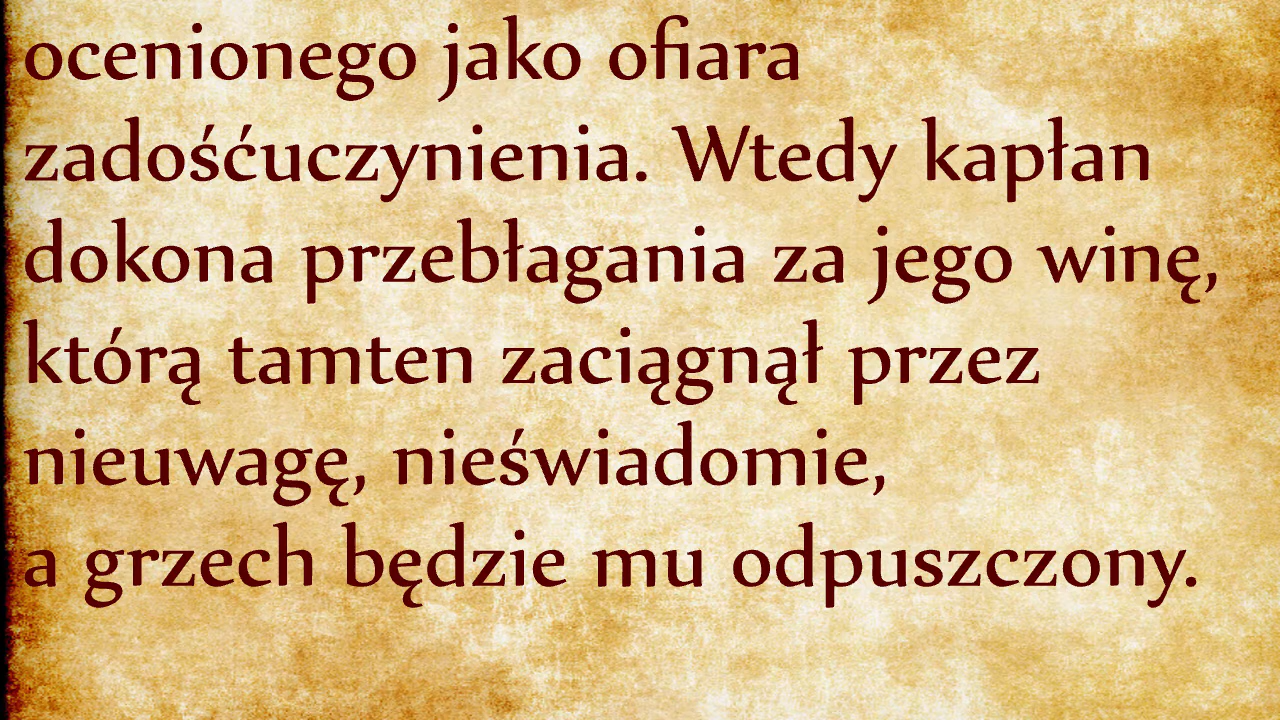 ocenionego jako ofiara
zadośćuczynienia. Wtedy kapłan
dokona przebłagania za jego winę,
którą tamten zaciągnął przez
nieuwagę, nieświadomie,
a grzech będzie mu odpuszczony.